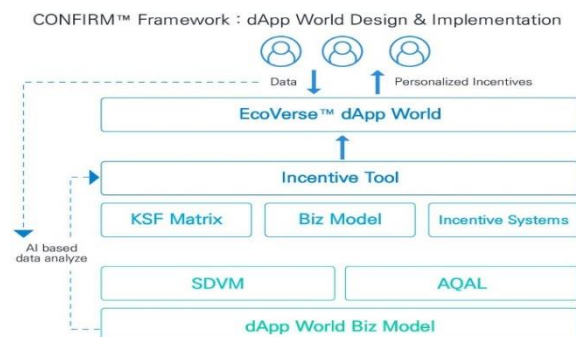 CONFIRM™ Framework : dApp World Design & Implementation
Data
Personalized Incentives
EcoVerse™ dApp World
Incentive Tool
KSF Matrix
Biz Model
Incentive Systems
AI based
data analyze
SDVM
AQAL
dApp World Biz Model